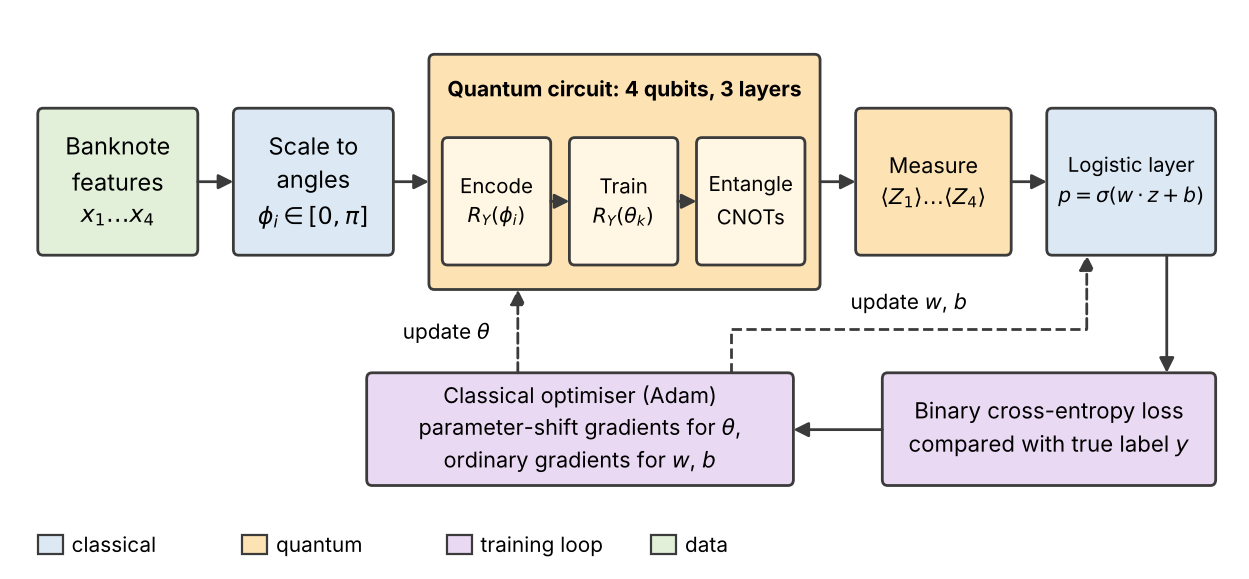 Banknote
features
x₁…x₄
Scale to
angles
ϕᵢ ∈ [0, π]
Quantum circuit: 4 qubits, 3 layers
Encode
R_Y(ϕᵢ)
Train
R_Y(θₖ)
Entangle
CNOTs
Measure
⟨Z₁⟩…⟨Z₄⟩
Logistic layer
p = σ(w · z + b)
update θ
update w, b
Classical optimiser (Adam)
parameter-shift gradients for θ,
ordinary gradients for w, b
Binary cross-entropy loss
compared with true label y
classical
quantum
training loop
data